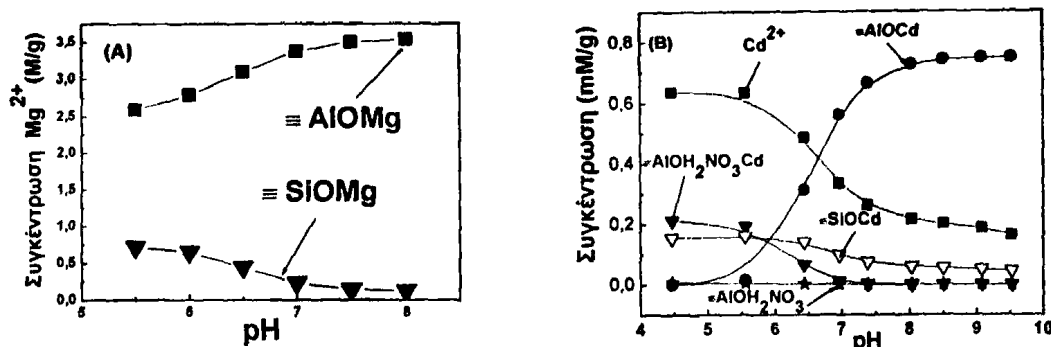 (A)
Συγκέντρωση Mg2+ (M/g)
3,5
3,0
2,5
2,0
1,5
1,0
0,5
0,0
≡ AlOMg
≡ SiOMg
5
6
7
8
pH
(B)
Συγκέντρωση (mM/g)
0,8
0,6
0,4
0,2
0,0
Cd2+
≡AlOCd
≡AlOH2NO3Cd
≡SiOCd
≡AlOH2NO3
4
5
6
7
8
9
10
pH